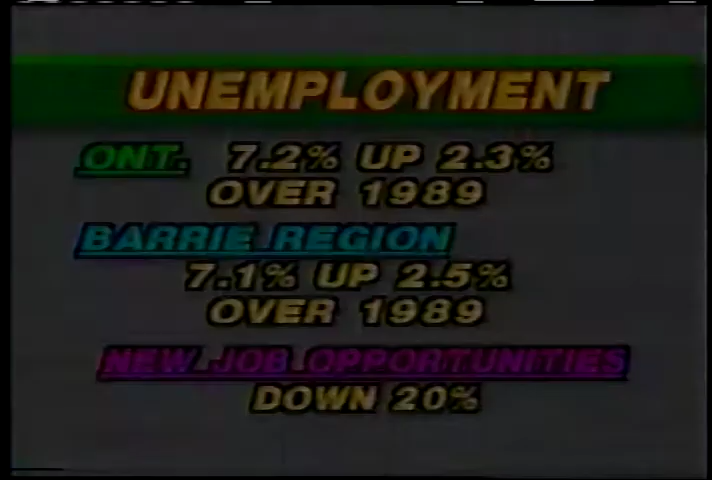 UNEMPLOYMENT
ONT. 7.2% UP 2.3%
OVER 1989
BARRIE REGION
7.1% UP 2.5%
OVER 1989
NEW JOB OPPORTUNITIES
DOWN 20%